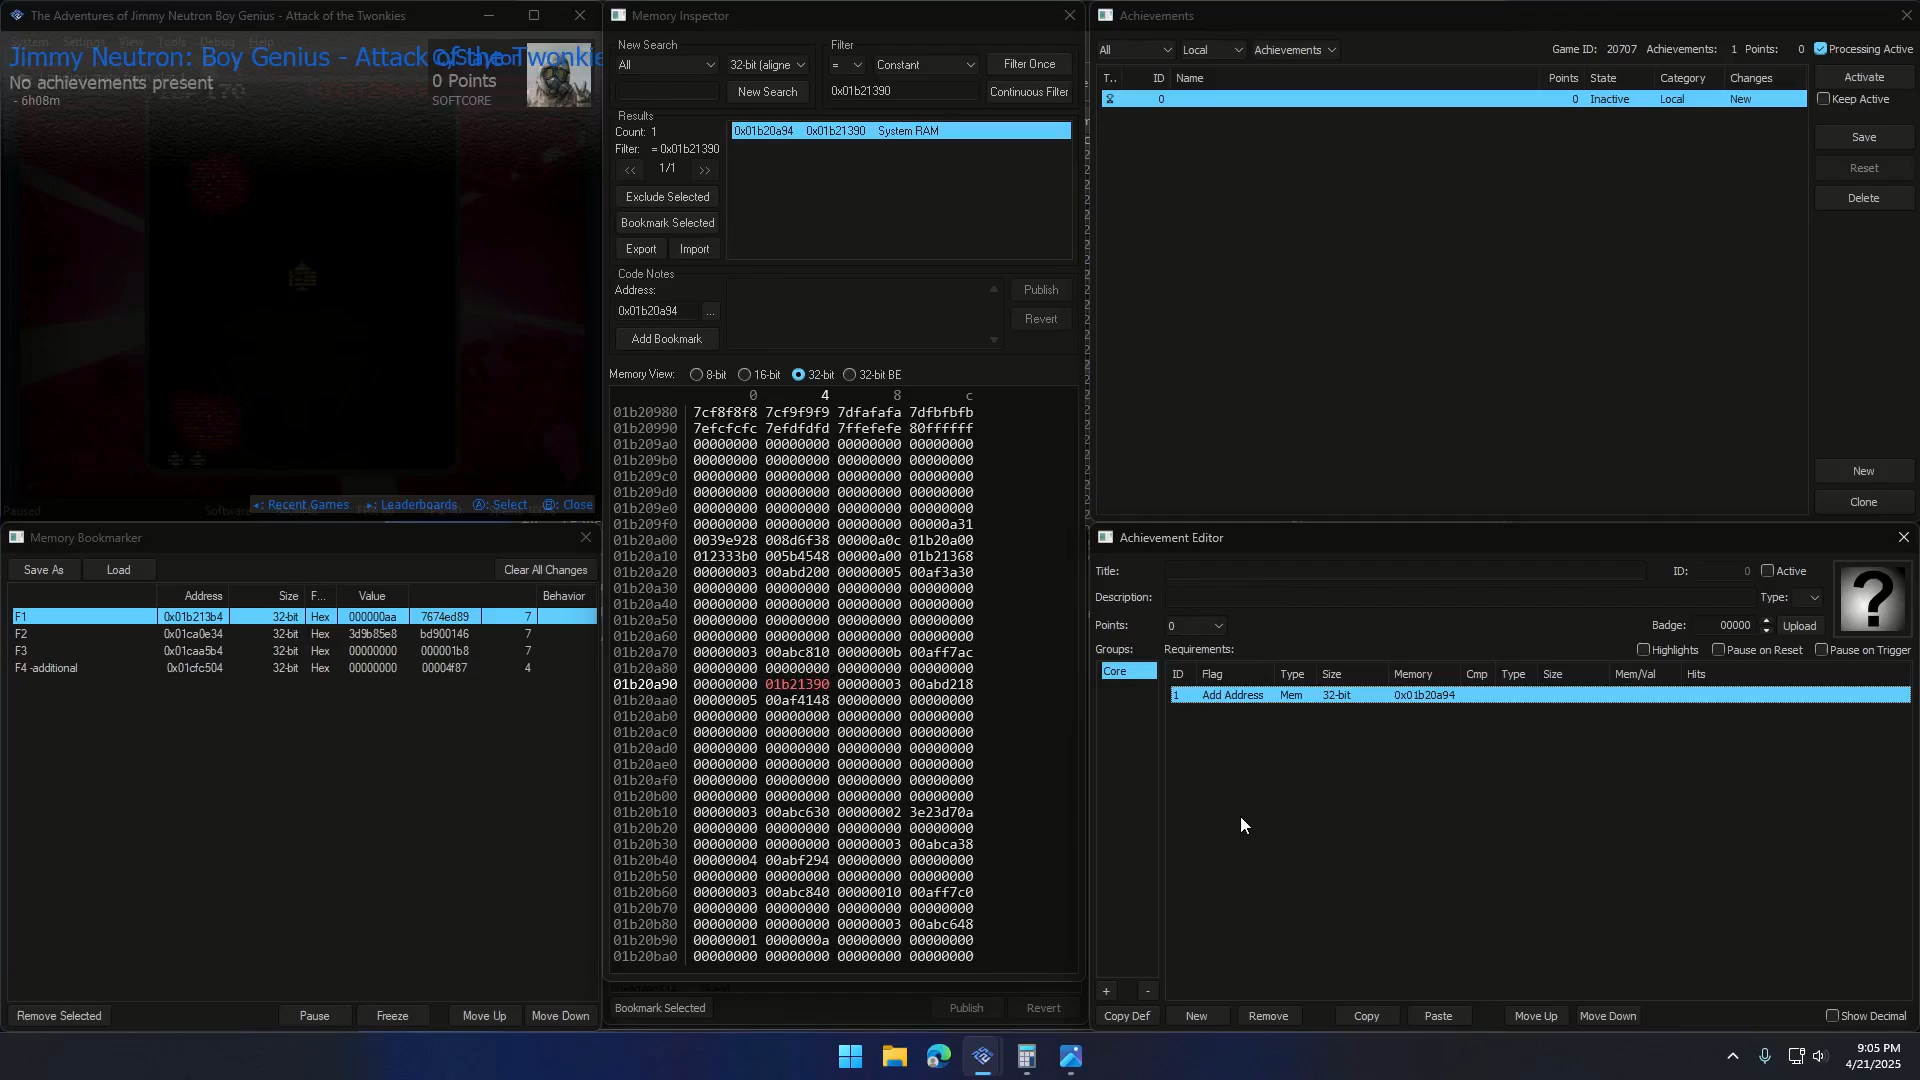 The Adventures of Jimmy Neutron Boy Genius - Attack of the Twonkies
Jimmy Neutron: Boy Genius - Attack of the Twonkie
No achievements present
- 6h08m
0 Points
SOFTCORE
: Recent Games : Leaderboards A: Select B: Close
Paused
Memory Bookmarker
Save As Load Clear All Changes
Address Size F... Value Behavior
F1 0x01b213b4 32-bit Hex 000000aa 7674ed89 7
F2 0x01ca0e34 32-bit Hex 3d9b85e8 bd900146 7
F3 0x01caa5b4 32-bit Hex 00000000 000001b8 7
F4 -additional 0x01cfc504 32-bit Hex 00000000 00004f87 4
Remove Selected Pause Freeze Move Up Move Down
Memory Inspector
New Search Filter
All 32-bit (aligne = Constant Filter Once
New Search 0x01b21390 Continuous Filter
Results
Count: 1
Filter: = 0x01b21390
<< 1/1 >>
Exclude Selected
Bookmark Selected
Export Import
0x01b20a94 0x01b21390 System RAM
Code Notes
Address:
0x01b20a94 ...
Add Bookmark
Publish
Revert
Memory View: 8-bit 16-bit 32-bit 32-bit BE
0 4 8 c
01b20980 7cf8f8f8 7cf9f9f9 7dfafafa 7dfbfbfb
01b20990 7efcfcfc 7efdfdfd 7ffefefe 80ffffff
01b209a0 00000000 00000000 00000000 00000000
01b209b0 00000000 00000000 00000000 00000000
01b209c0 00000000 00000000 00000000 00000000
01b209d0 00000000 00000000 00000000 00000000
01b209e0 00000000 00000000 00000000 00000000
01b209f0 00000000 00000000 00000000 00000a31
01b20a00 0039e928 008d6f38 00000a0c 01b20a00
01b20a10 012333b0 005b4548 00000a00 01b21368
01b20a20 00000003 00abd200 00000005 00af3a30
01b20a30 00000000 00000000 00000000 00000000
01b20a40 00000000 00000000 00000000 00000000
01b20a50 00000000 00000000 00000000 00000000
01b20a60 00000000 00000000 00000000 00000000
01b20a70 00000003 00abc810 0000000b 00aff7ac
01b20a80 00000000 00000000 00000000 00000000
01b20a90 00000000 01b21390 00000003 00abd218
01b20aa0 00000005 00af4148 00000000 00000000
01b20ab0 00000000 00000000 00000000 00000000
01b20ac0 00000000 00000000 00000000 00000000
01b20ad0 00000000 00000000 00000000 00000000
01b20ae0 00000000 00000000 00000000 00000000
01b20af0 00000000 00000000 00000000 00000000
01b20b00 00000000 00000000 00000000 00000000
01b20b10 00000003 00abc630 00000002 3e23d70a
01b20b20 00000000 00000000 00000000 00000000
01b20b30 00000000 00000000 00000003 00abca38
01b20b40 00000004 00abf294 00000000 00000000
01b20b50 00000000 00000000 00000000 00000000
01b20b60 00000003 00abc840 00000010 00aff7c0
01b20b70 00000000 00000000 00000000 00000000
01b20b80 00000000 00000000 00000003 00abc648
01b20b90 00000001 0000000a 00000000 00000000
01b20ba0 00000000 00000000 00000000 00000000
Bookmark Selected Publish Revert
Achievements
All Local Achievements Game ID: 20707 Achievements: 1 Points: 0 Processing Active
T.. ID Name Points State Category Changes
0 0 Inactive Local New
Activate
Keep Active
Save
Reset
Delete
New
Clone
Achievement Editor
Title: ID: 0 Active
Description: Type:
Points: 0 Badge: 00000 Upload
Groups: Requirements: Highlights Pause on Reset Pause on Trigger
Core
ID Flag Type Size Memory Cmp Type Size Mem/Val Hits
1 Add Address Mem 32-bit 0x01b20a94
+ -
Copy Def New Remove Copy Paste Move Up Move Down Show Decimal
9:05 PM
4/21/2025